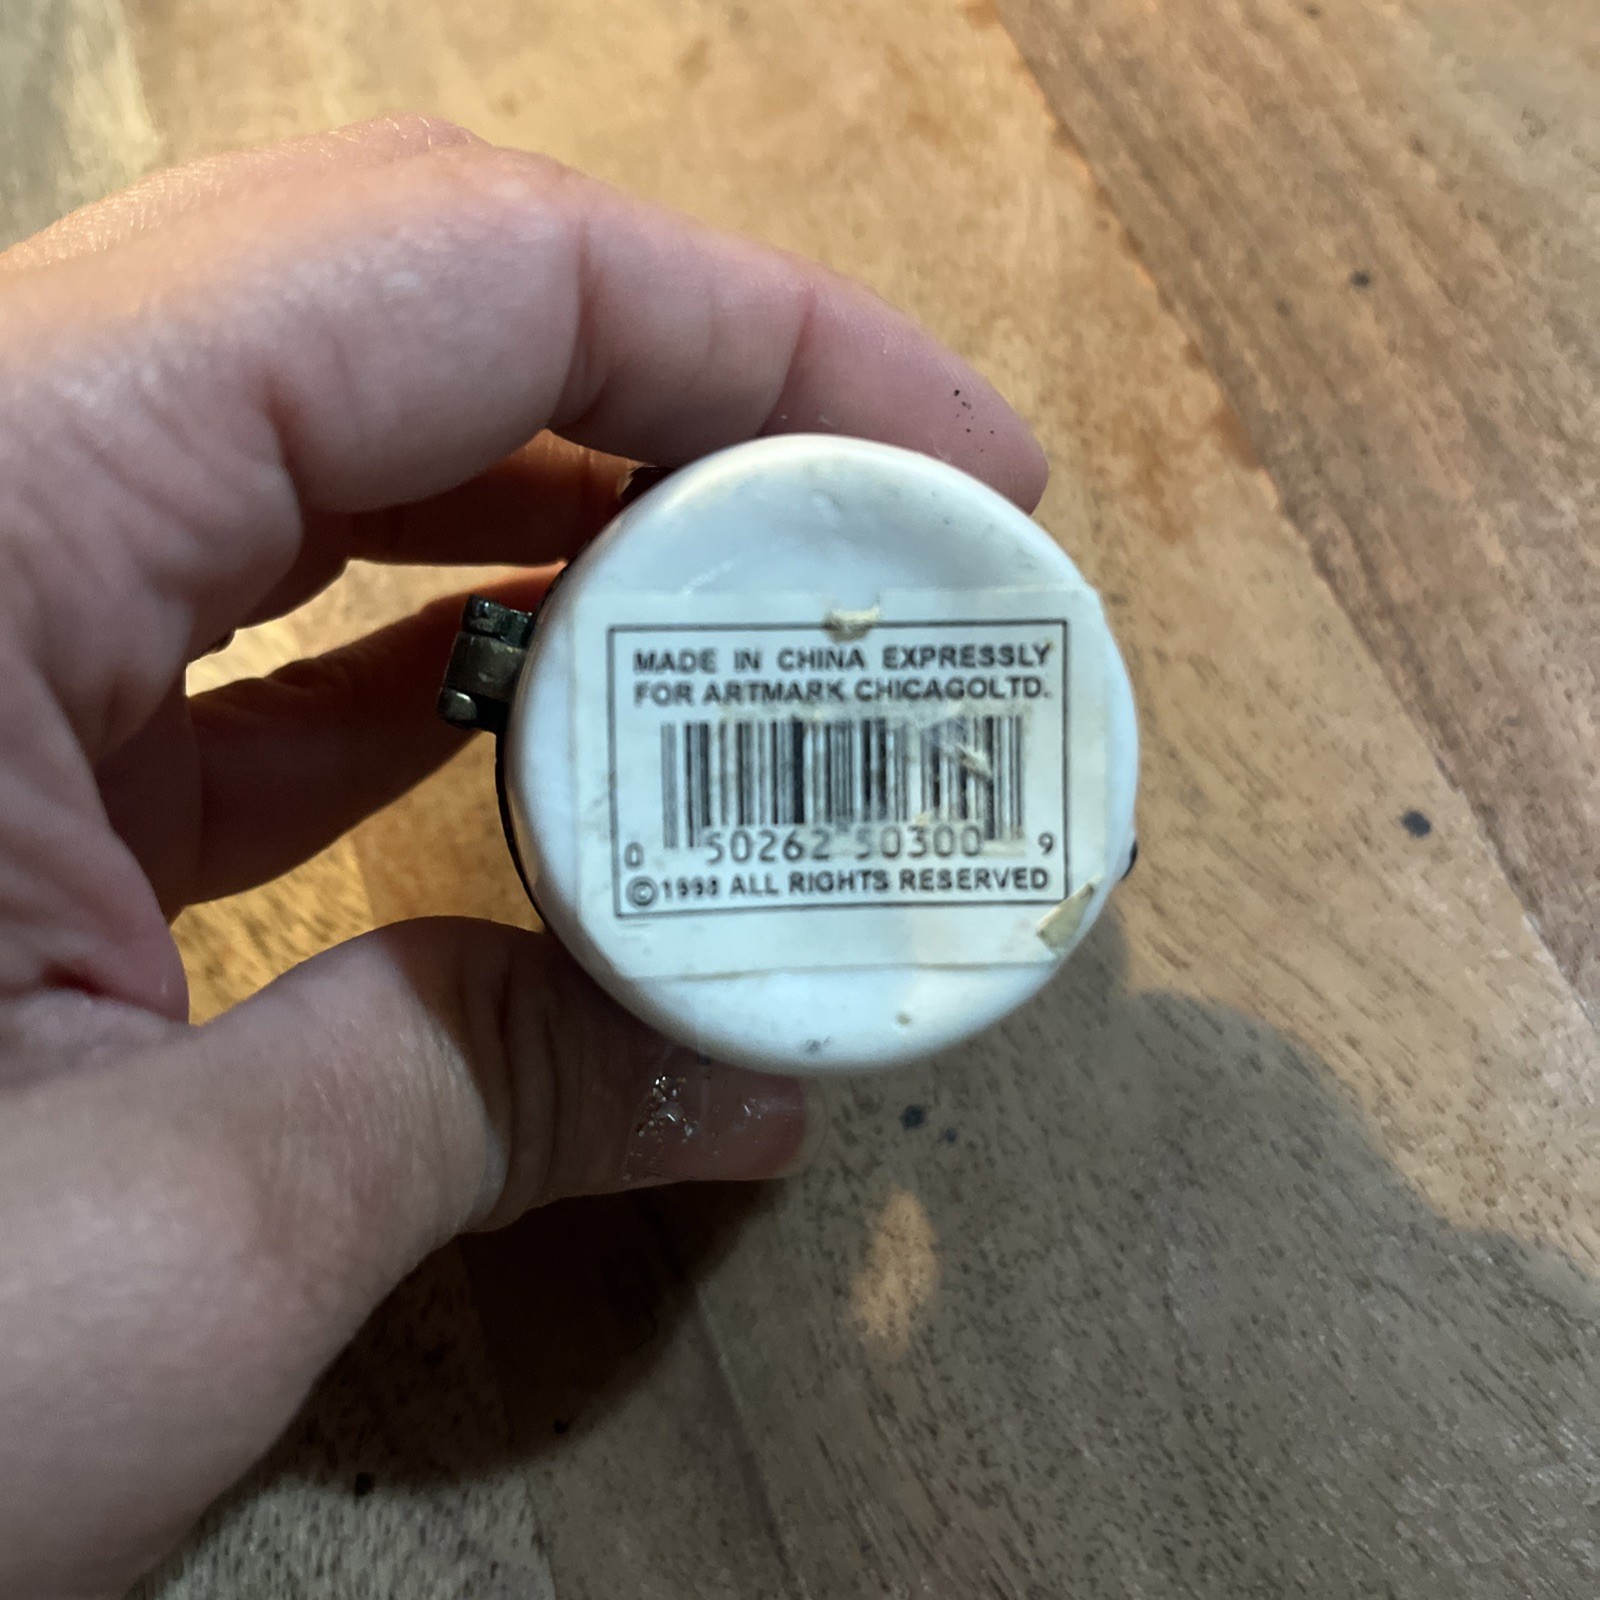 MADE IN CHINA EXPRESSLY
FOR ARTMARK CHICAGOLTD.
0 50262 50300 9
©1998 ALL RIGHTS RESERVED